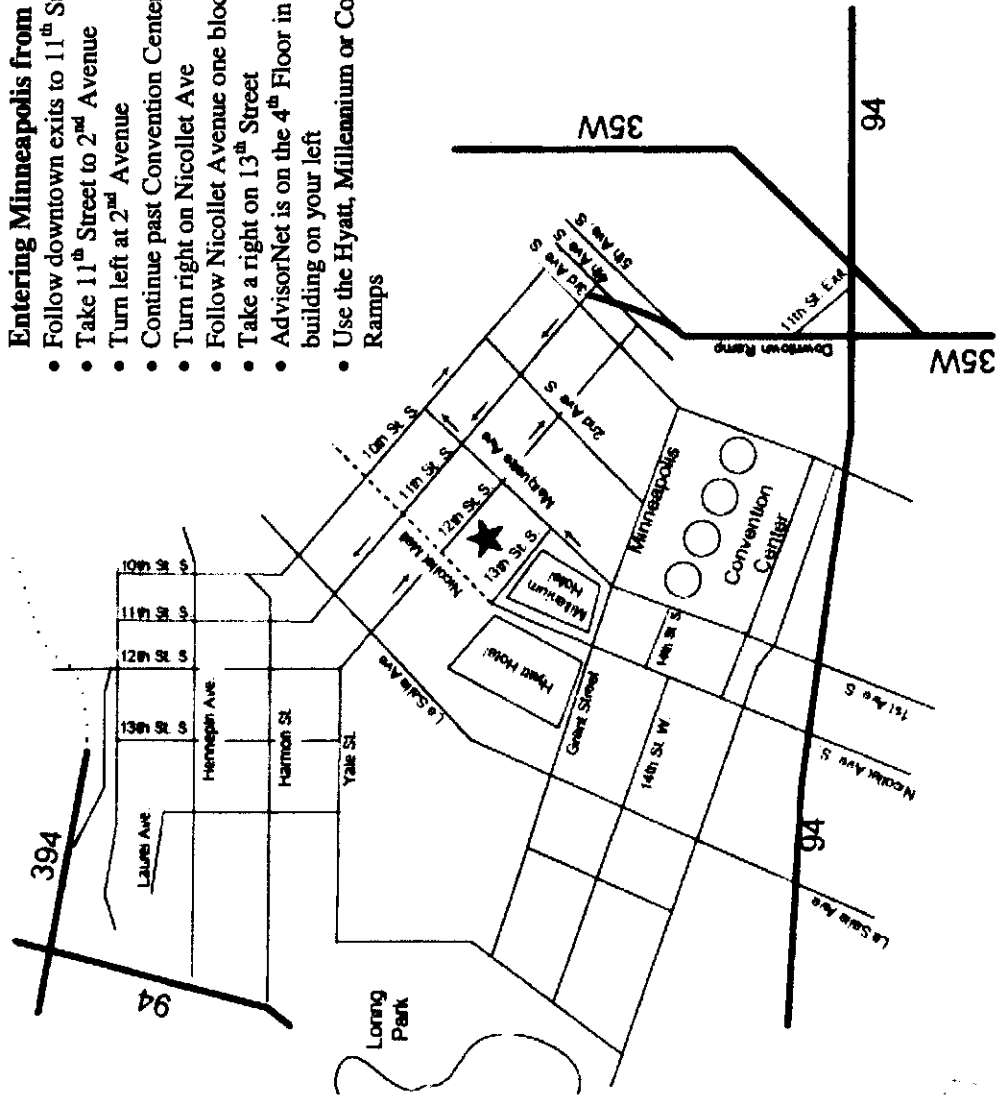 Entering Minneapolis from
• Follow downtown exits to 11th St
• Take 11th Street to 2nd Avenue
• Turn left at 2nd Avenue
• Continue past Convention Center
• Turn right on Nicollet Ave
• Follow Nicollet Avenue one bloc
• Take a right on 13th Street
• AdvisorNet is on the 4th Floor in
building on your left
• Use the Hyatt, Millennium or Co
Ramps
394
94
Laurel Ave
13th St. S
12th St. S
11th St. S
10th St. S
Hennepin Ave.
Harmon St.
Yale St.
Loring
Park
La Salle Ave
Nicollet Mall
10th St. S
11th St. S
12th St. S
13th St. S
Marquette Ave
2nd Ave S
3rd Ave S
4th Ave S
5th Ave S
Hyatt Hotel
Millenium
Hotel
Grant Street
14th St. W
14th St S
Minneapolis
Convention
Center
La Salle Ave
Nicollet Ave S.
1st Ave S
94
35W
Downtown Ramp
11th St. Exit
35W
94